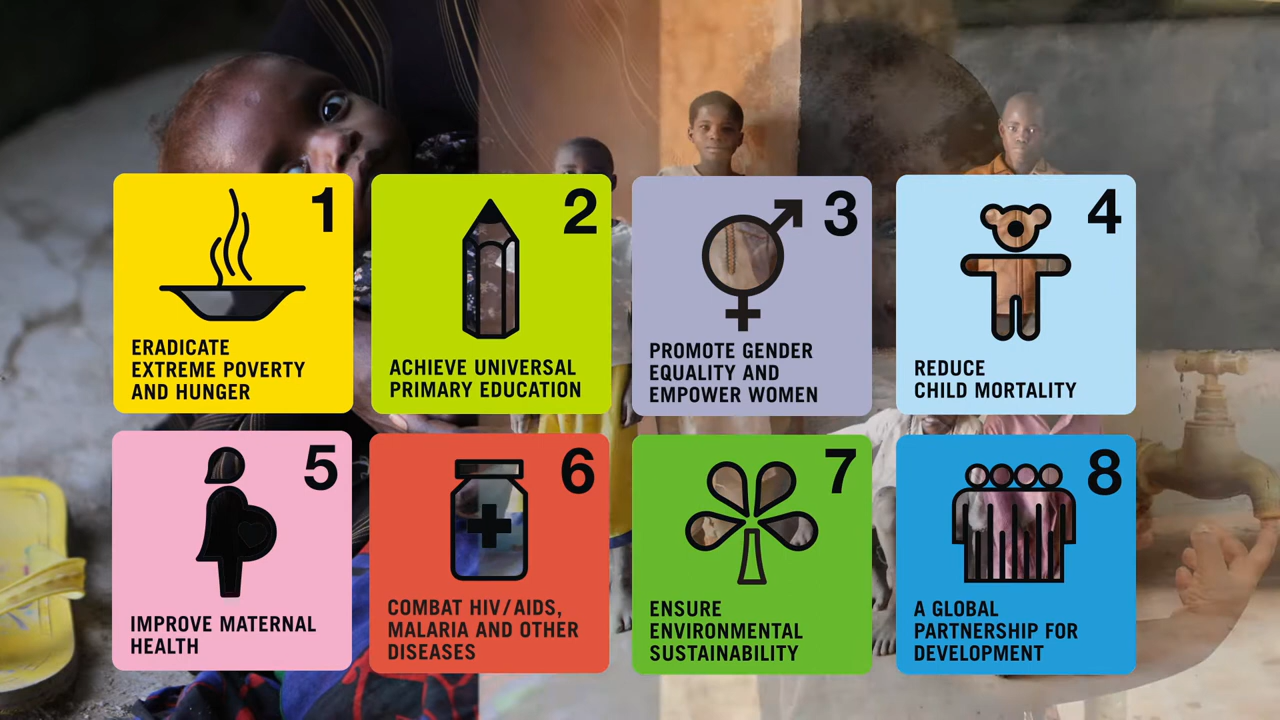 1
ERADICATE
EXTREME POVERTY
AND HUNGER
2
ACHIEVE UNIVERSAL
PRIMARY EDUCATION
3
PROMOTE GENDER
EQUALITY AND
EMPOWER WOMEN
4
REDUCE
CHILD MORTALITY
5
IMPROVE MATERNAL
HEALTH
6
COMBAT HIV/AIDS,
MALARIA AND OTHER
DISEASES
7
ENSURE
ENVIRONMENTAL
SUSTAINABILITY
8
A GLOBAL
PARTNERSHIP FOR
DEVELOPMENT